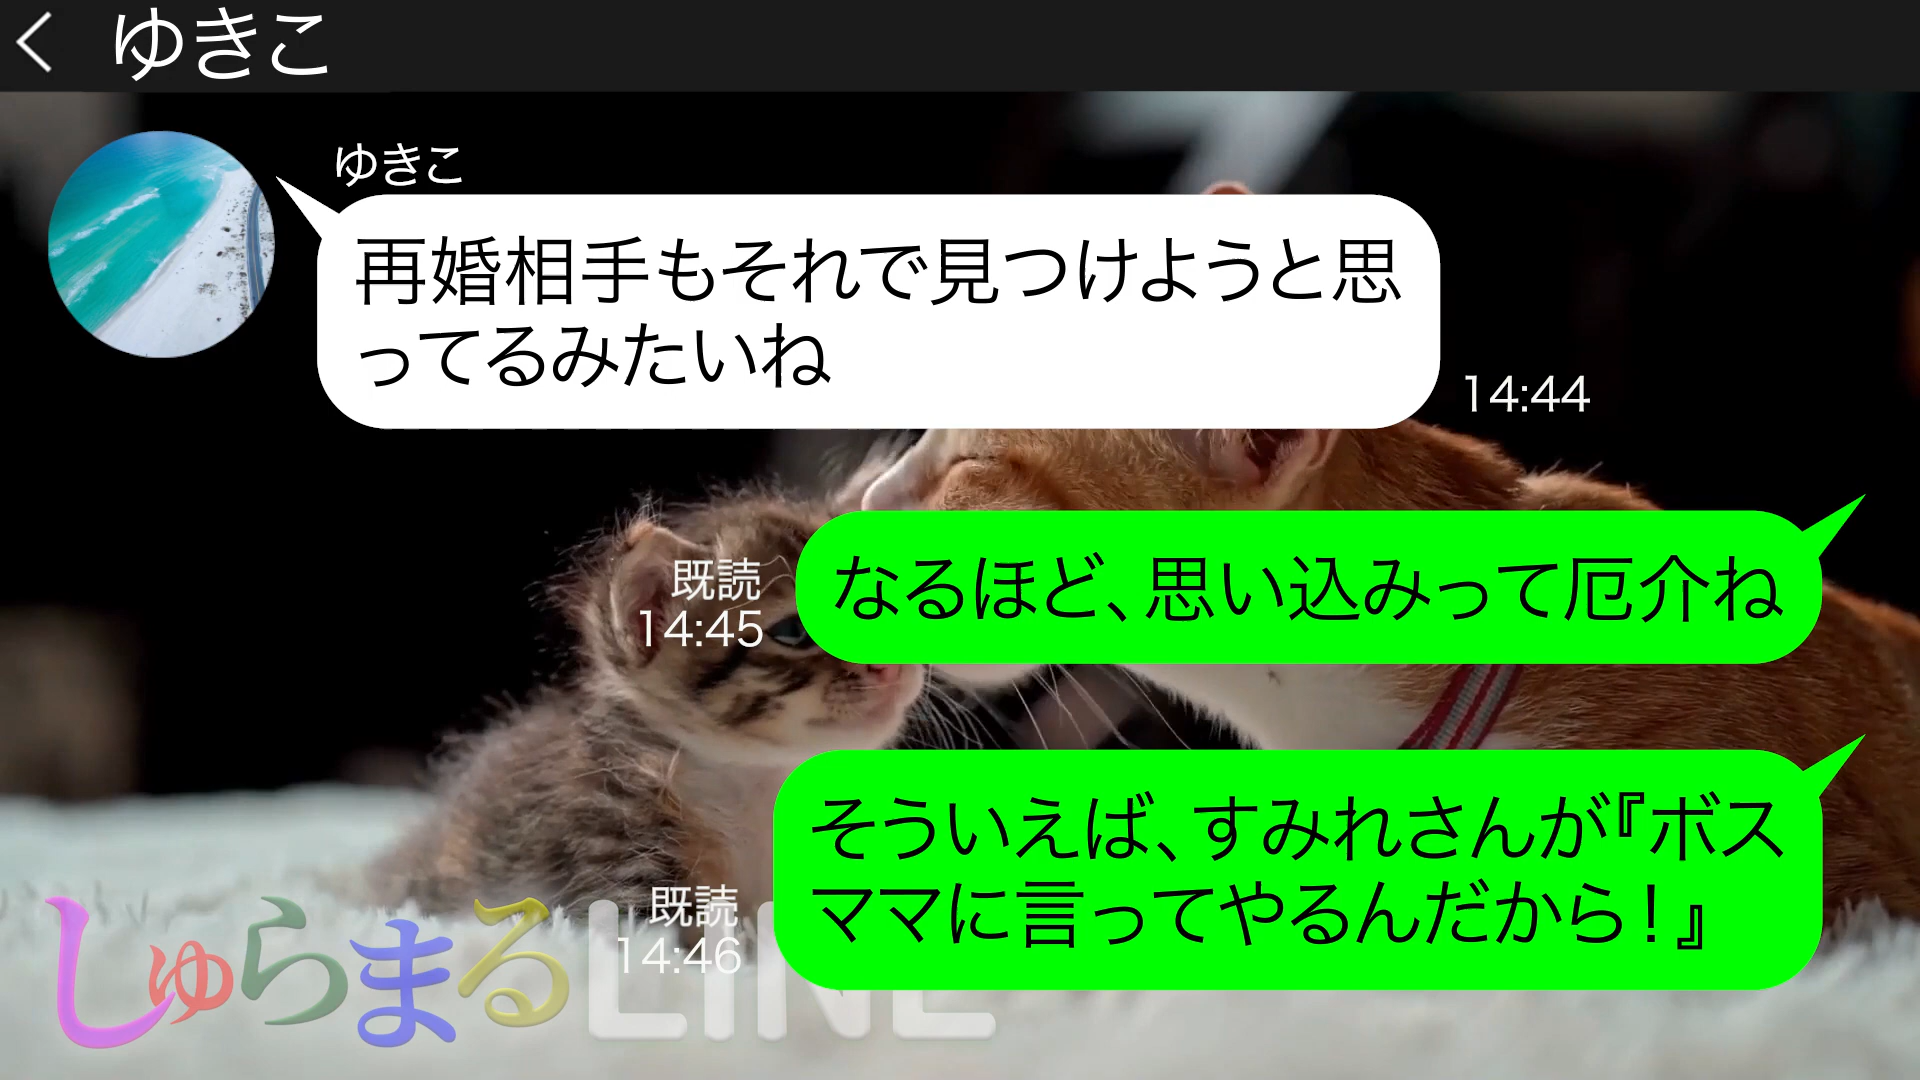 ゆきこ
ゆきこ
再婚相手もそれで見つけようと思
ってるみたいね
14:44
なるほど、思い込みって厄介ね
既読
14:45
そういえば、すみれさんが『ボス
ママに言ってやるんだから！』
既読
14:46
しゅらまるLINE